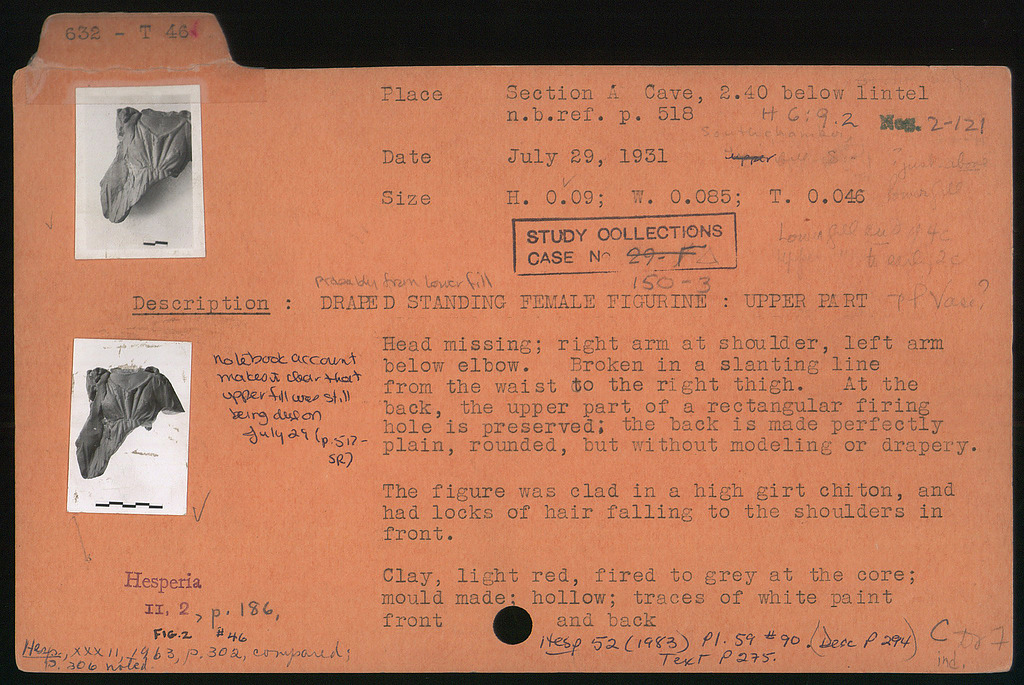 632 - T 46
Place Section A Cave, 2.40 below lintel
n.b.ref. p. 518 H 6:9.2 Neg. 2-121
Date July 29, 1931 Upper fill
Size H. 0.09; W. 0.085; T. 0.046
STUDY COLLECTIONS
CASE No 29-F
150-3
probably from lower fill
Description : DRAPED STANDING FEMALE FIGURINE : UPPER PART
notebook account
makes it clear that
upper fill was still
being dug on
July 29 (p. 517-
SR)
Head missing; right arm at shoulder, left arm
below elbow. Broken in a slanting line
from the waist to the right thigh. At the
back, the upper part of a rectangular firing
hole is preserved; the back is made perfectly
plain, rounded, but without modeling or drapery.
The figure was clad in a high girt chiton, and
had locks of hair falling to the shoulders in
front.
Clay, light red, fired to grey at the core;
mould made; hollow; traces of white paint
front and back
Hesperia
II, 2, p. 186,
FIG. 2 #46
Hesp. XXXII, 1963, p. 302, compared;
p. 306 noted.
Hesp 52 (1983) Pl. 59 #90. (Desc P 294)
Text P 275.
C
ind.